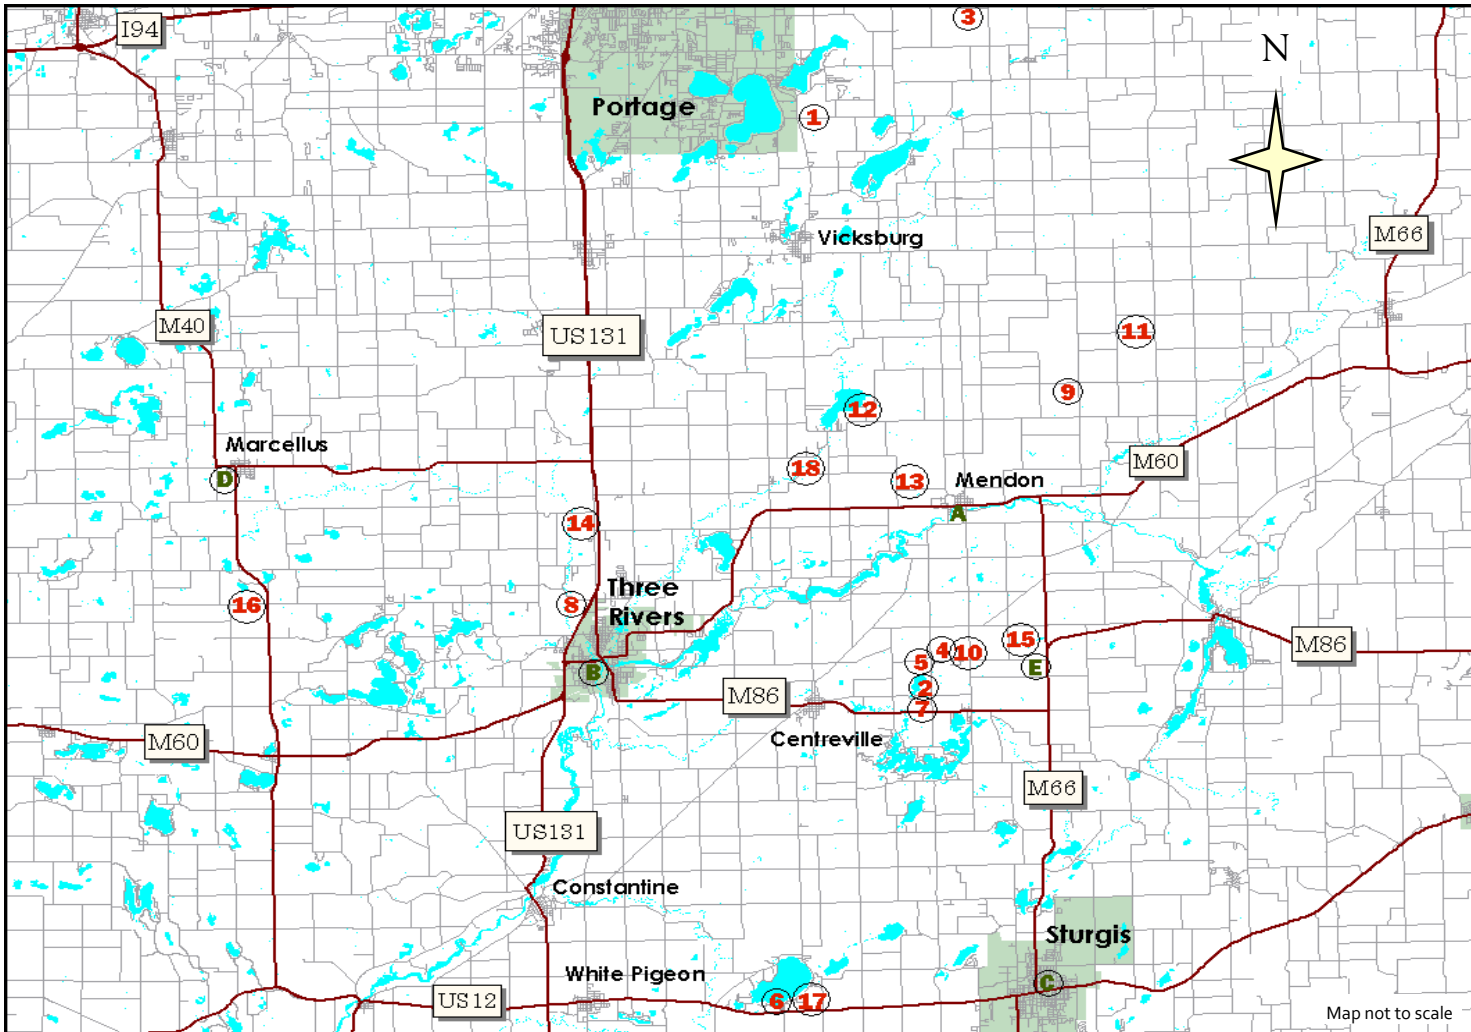 3
I94
N
Portage
1
M66
Vicksburg
M40
US131
11
9
12
Marcellus
M60
18
D
13
Mendon
A
14
Three
Rivers
8
16
15
M86
4
10
5
E
B
2
M86
7
Centreville
M60
M66
US131
Constantine
Sturgis
White Pigeon
C
US12
6
17
Map not to scale